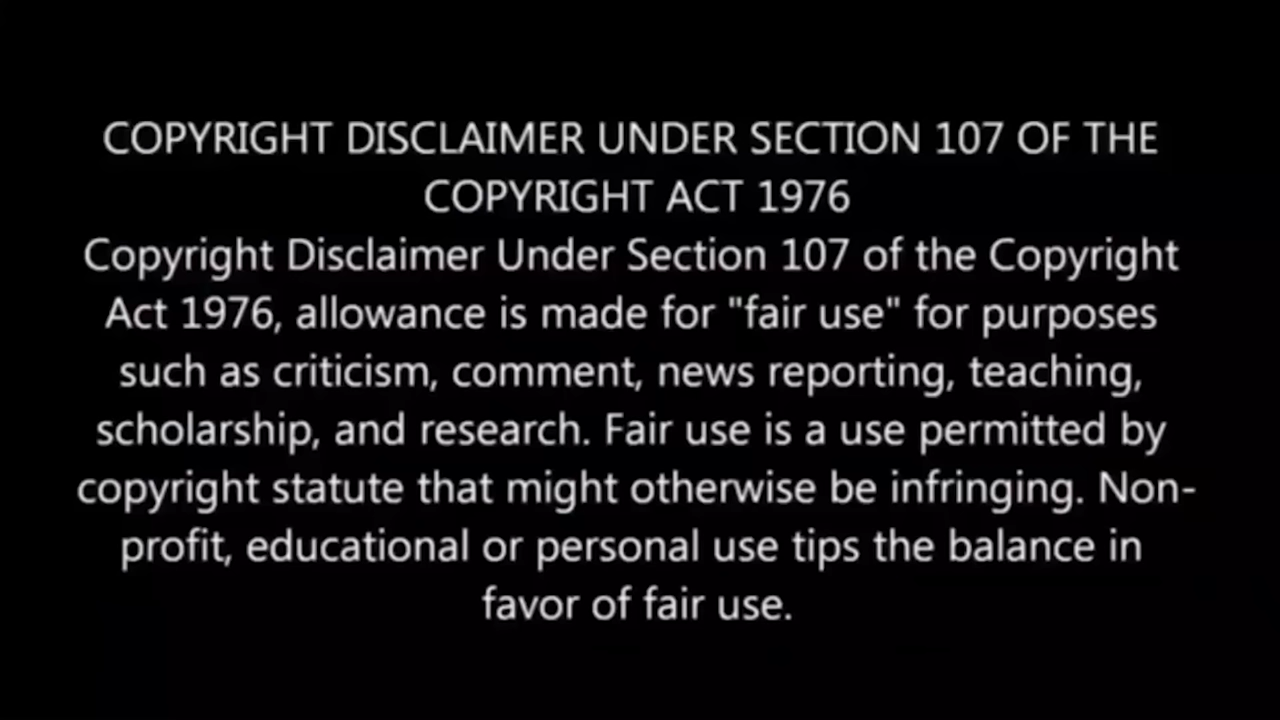 COPYRIGHT DISCLAIMER UNDER SECTION 107 OF THE
COPYRIGHT ACT 1976
Copyright Disclaimer Under Section 107 of the Copyright
Act 1976, allowance is made for "fair use" for purposes
such as criticism, comment, news reporting, teaching,
scholarship, and research. Fair use is a use permitted by
copyright statute that might otherwise be infringing. Non-
profit, educational or personal use tips the balance in
favor of fair use.